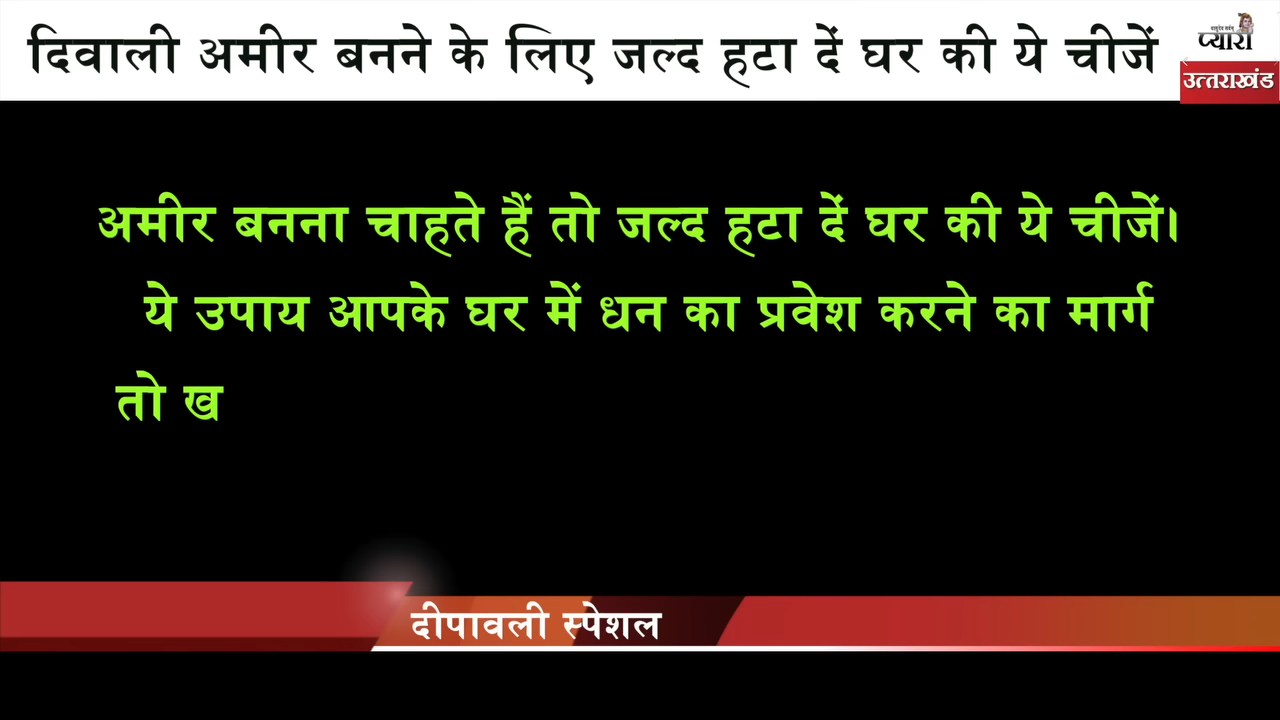 दिवाली अमीर बनने के लिए जल्द हटा दें घर की ये चीजें
प्यारा
उत्तराखंड
अमीर बनना चाहते हैं तो जल्द हटा दें घर की ये चीजें।
ये उपाय आपके घर में धन का प्रवेश करने का मार्ग
तो ख
दीपावली स्पेशल